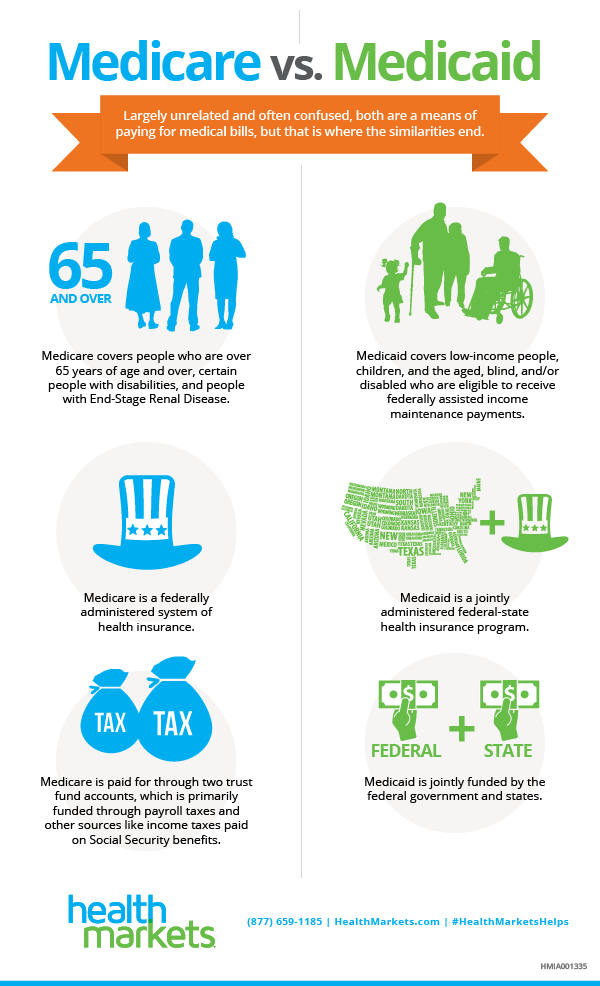 Medicare vs. Medicaid
Largely unrelated and often confused, both are a means of
paying for medical bills, but that is where the similarities end.
65
AND OVER
Medicare covers people who are over
65 years of age and over, certain
people with disabilities, and people
with End-Stage Renal Disease.
Medicaid covers low-income people,
children, and the aged, blind, and/or
disabled who are eligible to receive
federally assisted income
maintenance payments.
Medicare is a federally
administered system of
health insurance.
Medicaid is a jointly
administered federal-state
health insurance program.
TAX
TAX
Medicare is paid for through two trust
fund accounts, which is primarily
funded through payroll taxes and
other sources like income taxes paid
on Social Security benefits.
$ $
FEDERAL + STATE
Medicaid is jointly funded by the
federal government and states.
health
markets
(877) 659-1185 | HealthMarkets.com | #HealthMarketsHelps
HMIA001335